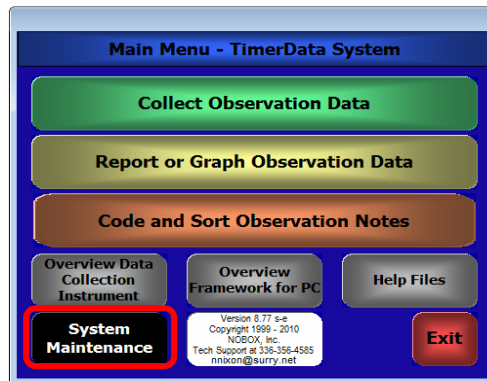 Main Menu - TimerData System
Collect Observation Data
Report or Graph Observation Data
Code and Sort Observation Notes
Overview Data
Collection
Instrument
Overview
Framework for PC
Help Files
System
Maintenance
Version 8.77 s-e
Copyright 1999 - 2010
NOBOX, Inc.
Tech Support at 336-356-4585
nnixon@surry.net
Exit